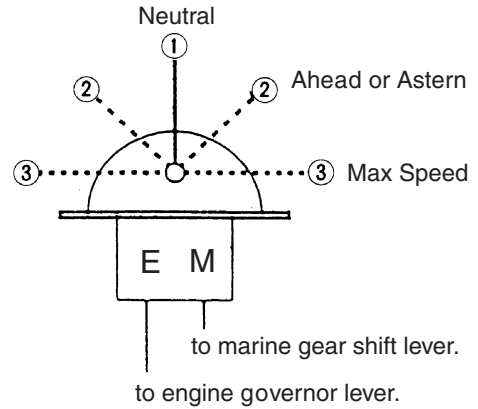 Neutral
①
② ② Ahead or Astern
③ ③ Max Speed
E M
to marine gear shift lever.
to engine governor lever.